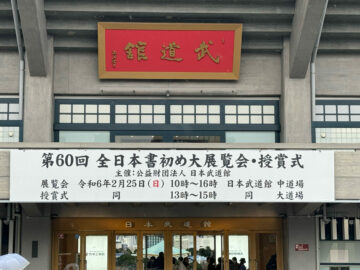 武道館
第60回 全日本書初め大展覧会・授賞式
主催：公益財団法人 日本武道館
展覧会 令和6年2月25日(日) 10時〜16時 日本武道館 中道場
授賞式 同 13時〜15時 同 大道場
日本武道館